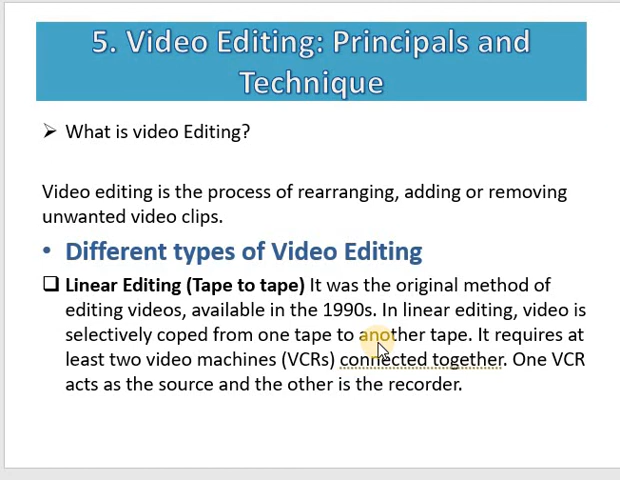 5. Video Editing: Principals and
Technique
➢ What is video Editing?
Video editing is the process of rearranging, adding or removing
unwanted video clips.
• Different types of Video Editing
❑ Linear Editing (Tape to tape) It was the original method of
editing videos, available in the 1990s. In linear editing, video is
selectively coped from one tape to another tape. It requires at
least two video machines (VCRs) connected together. One VCR
acts as the source and the other is the recorder.